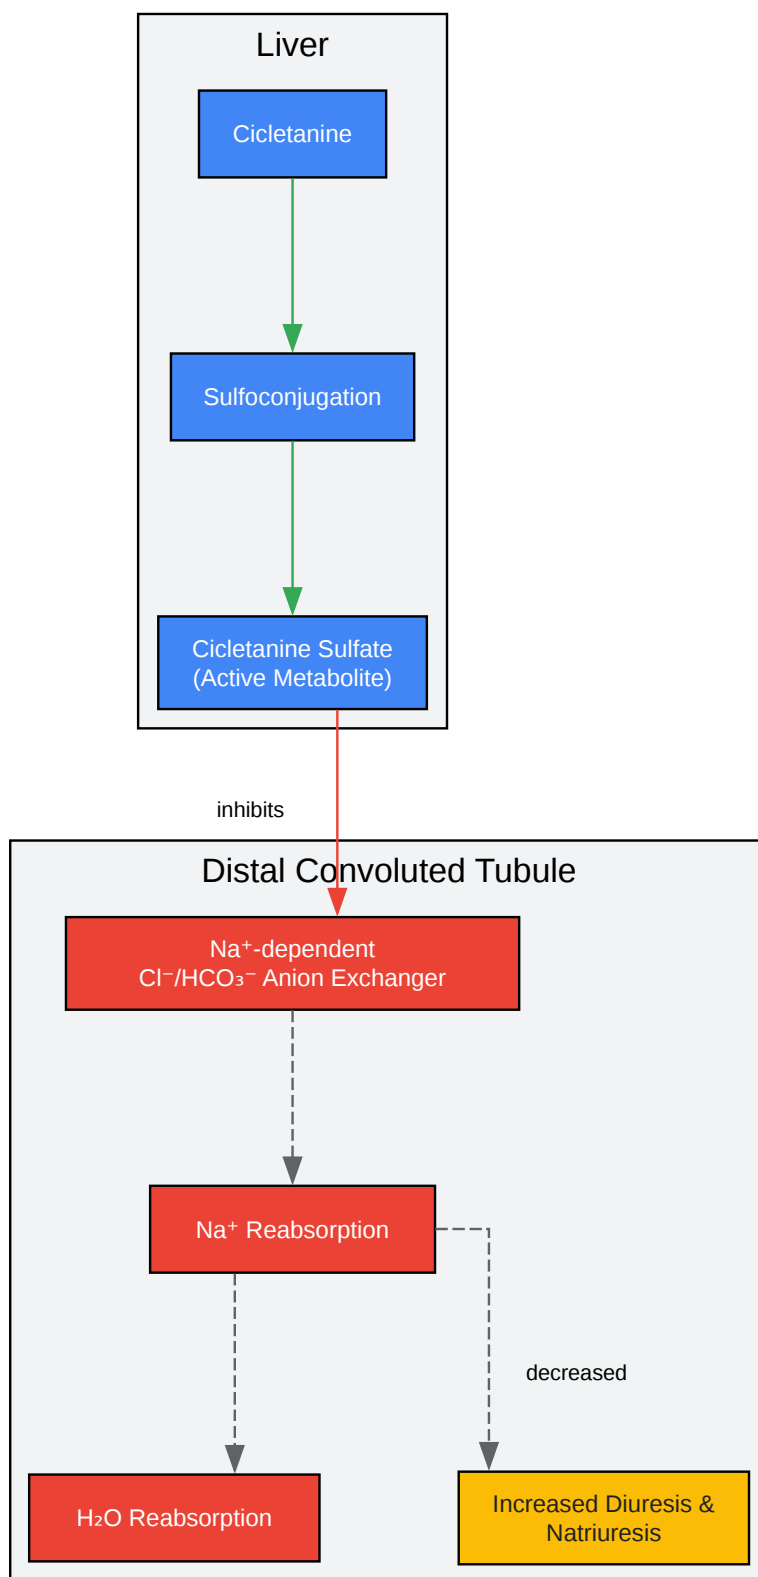 Liver
Cicletanine
Sulfoconjugation
Cicletanine Sulfate
(Active Metabolite)
inhibits
Distal Convoluted Tubule
Na⁺-dependent
Cl⁻/HCO₃⁻ Anion Exchanger
Na⁺ Reabsorption
decreased
H₂O Reabsorption
Increased Diuresis &
Natriuresis